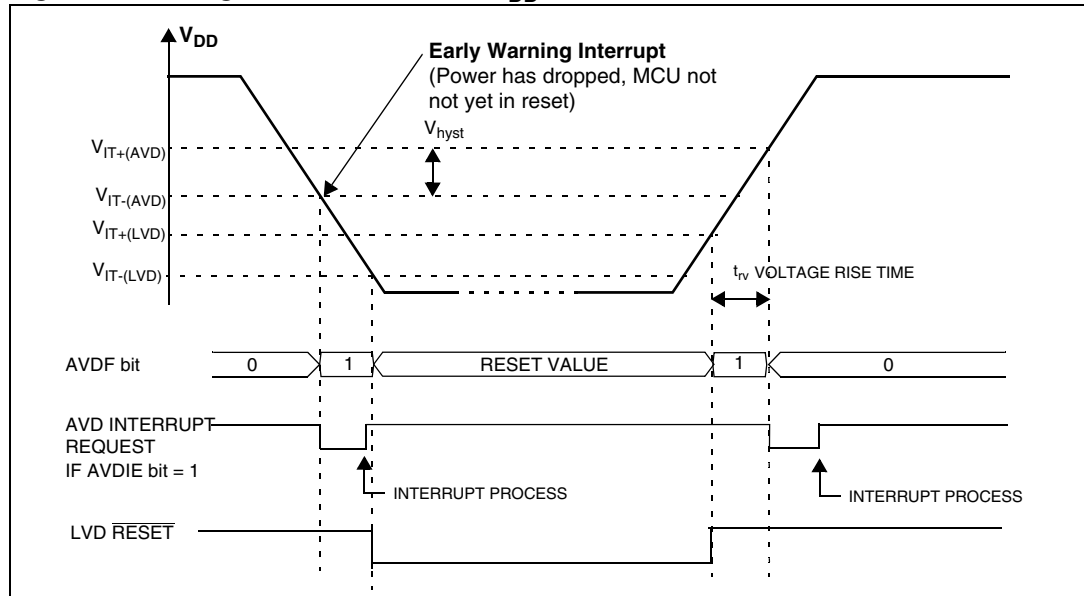 V_DD
Early Warning Interrupt
(Power has dropped, MCU not
not yet in reset)
V_hyst
V_IT+(AVD)
V_IT-(AVD)
V_IT+(LVD)
V_IT-(LVD)
t_rv VOLTAGE RISE TIME
AVDF bit
0
1
RESET VALUE
1
0
AVD INTERRUPT
REQUEST
IF AVDIE bit = 1
INTERRUPT PROCESS
INTERRUPT PROCESS
LVD RESET